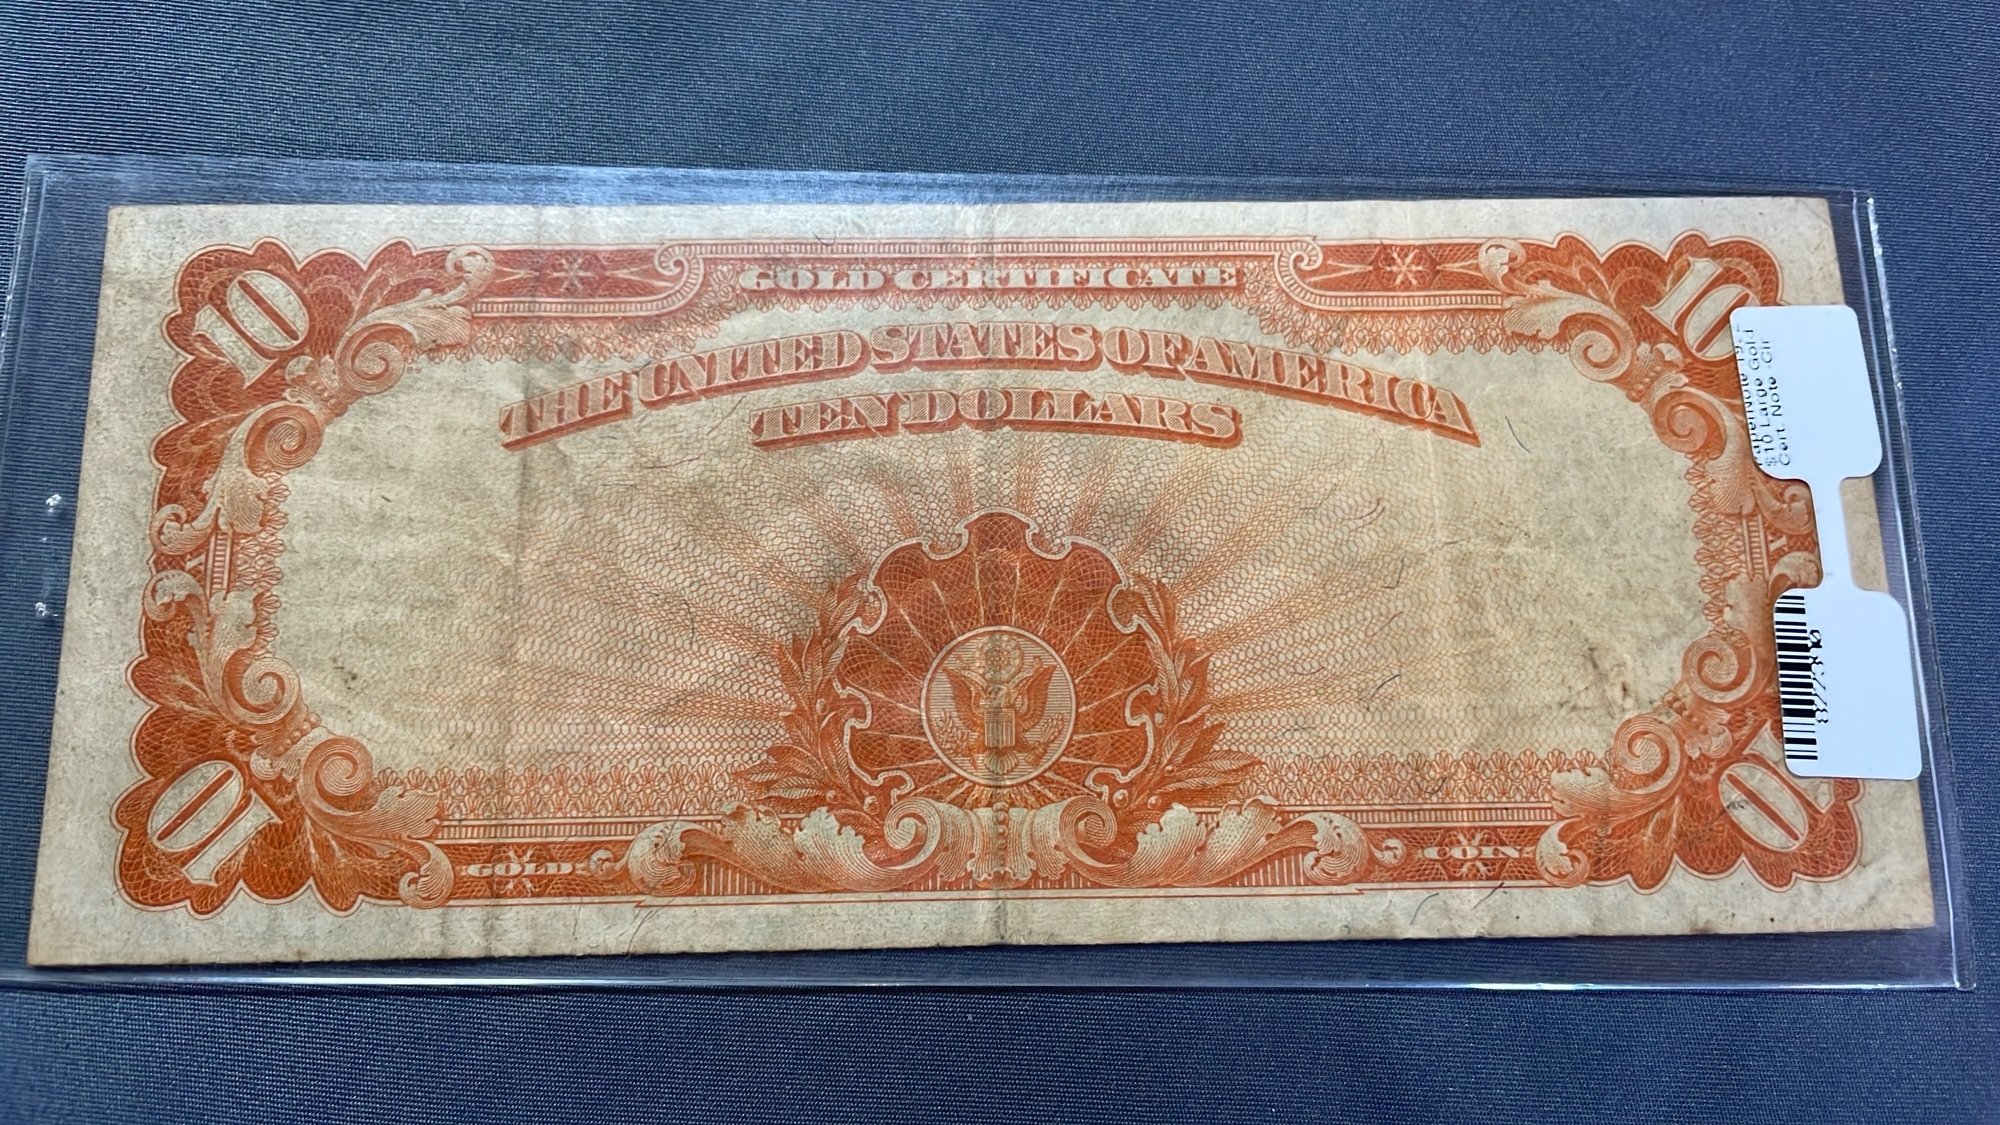 10
GOLD CERTIFICATE
10
THE UNITED STATES OF AMERICA
TEN DOLLARS
$10 Large Gold
Cert. Note
10
GOLD
COIN
10